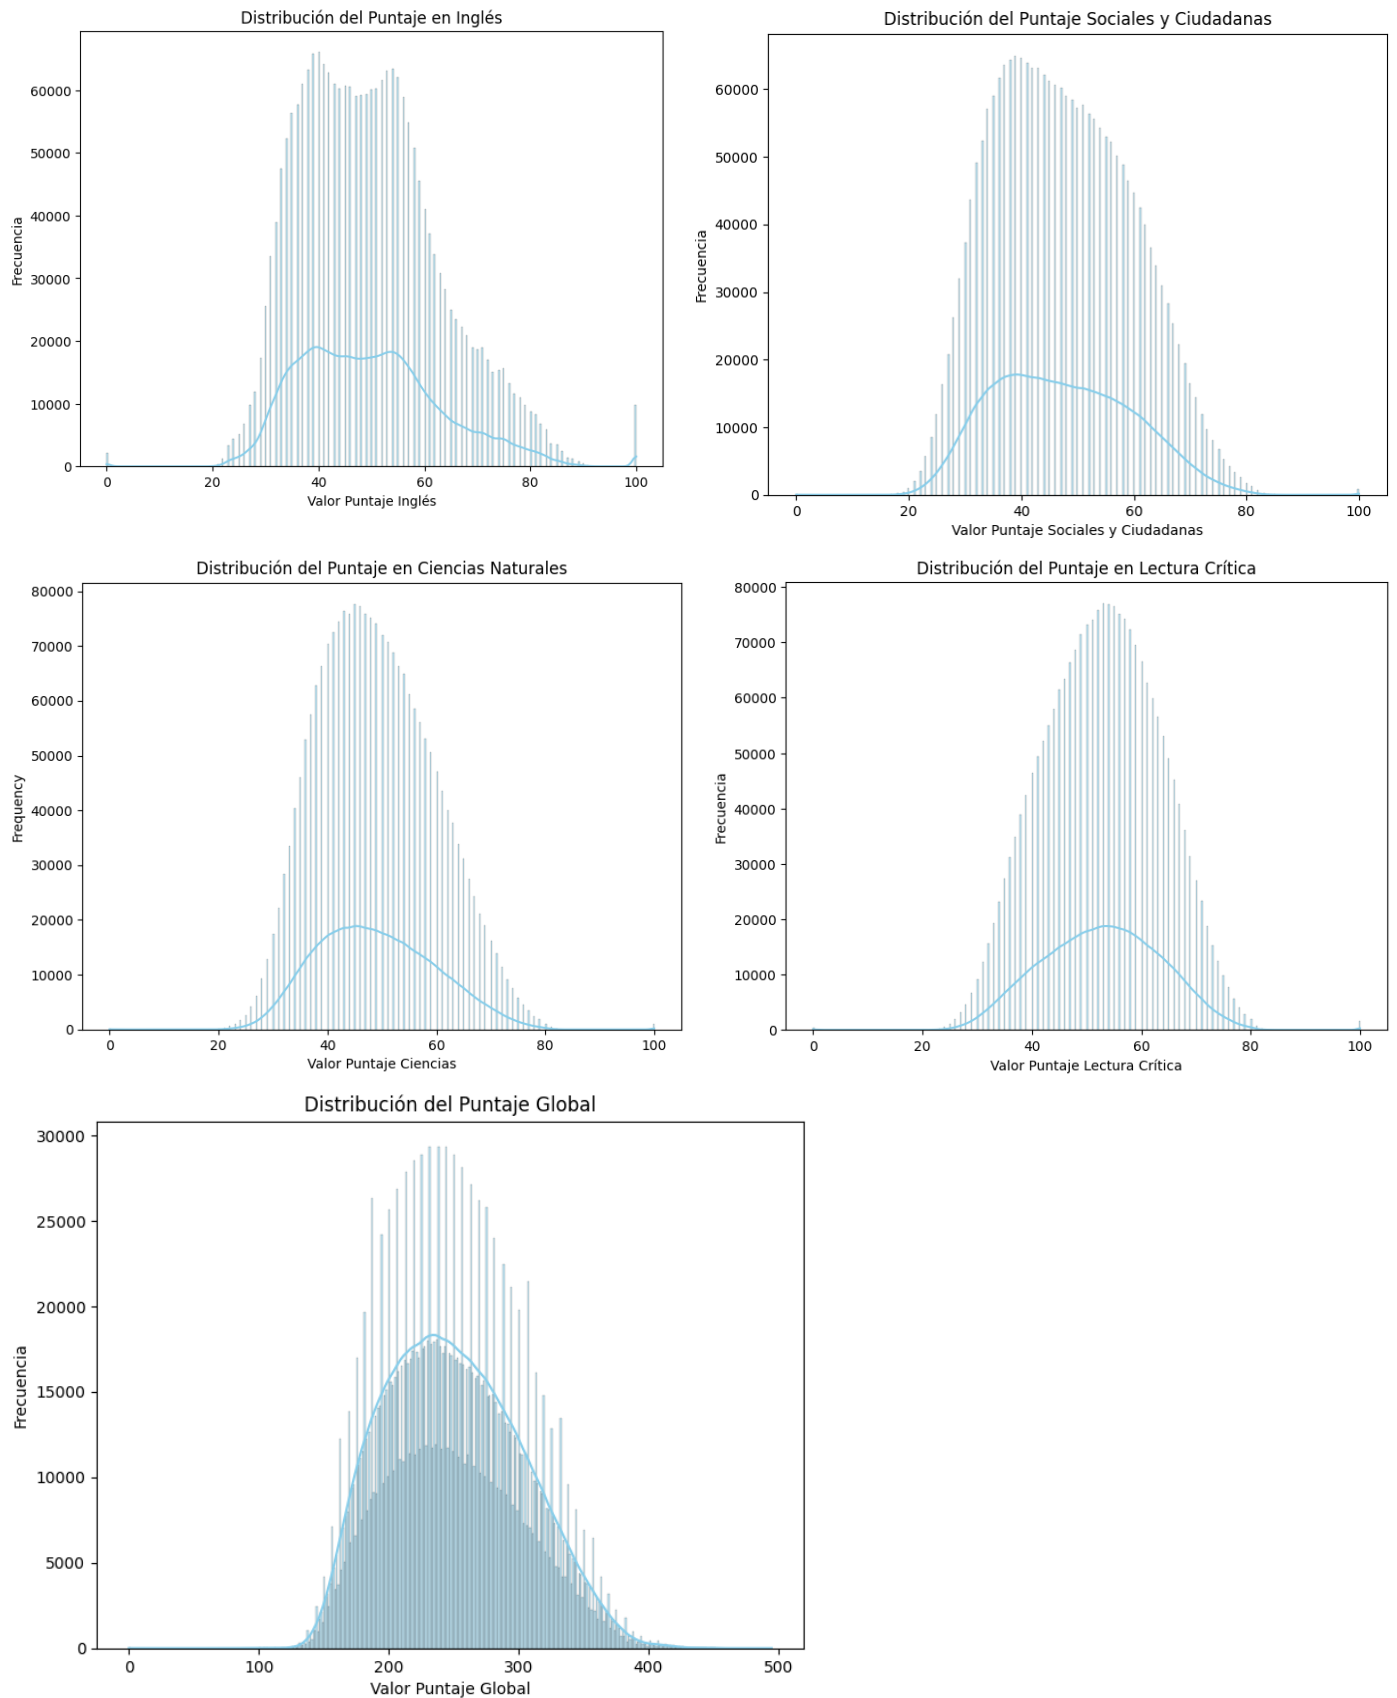 Distribución del Puntaje en Inglés
Frecuencia
60000
50000
40000
30000
20000
10000
0
0 20 40 60 80 100
Valor Puntaje Inglés
Distribución del Puntaje Sociales y Ciudadanas
Frecuencia
60000
50000
40000
30000
20000
10000
0
0 20 40 60 80 100
Valor Puntaje Sociales y Ciudadanas
Distribución del Puntaje en Ciencias Naturales
Frequency
80000
70000
60000
50000
40000
30000
20000
10000
0
0 20 40 60 80 100
Valor Puntaje Ciencias
Distribución del Puntaje en Lectura Crítica
Frecuencia
80000
70000
60000
50000
40000
30000
20000
10000
0
0 20 40 60 80 100
Valor Puntaje Lectura Crítica
Distribución del Puntaje Global
Frecuencia
30000
25000
20000
15000
10000
5000
0
0 100 200 300 400 500
Valor Puntaje Global